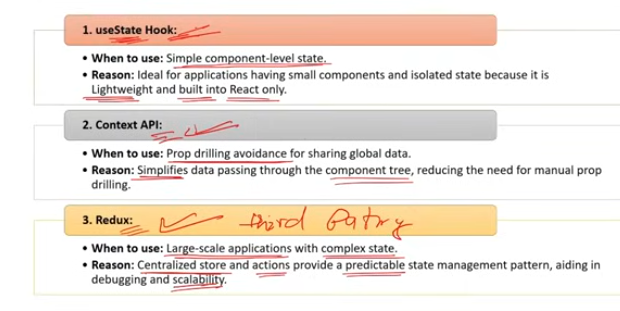 1. useState Hook:
• When to use: Simple component-level state.
• Reason: Ideal for applications having small components and isolated state because it is
Lightweight and built into React only.
2. Context API:
• When to use: Prop drilling avoidance for sharing global data.
• Reason: Simplifies data passing through the component tree, reducing the need for manual prop
drilling.
3. Redux: third Party
• When to use: Large-scale applications with complex state.
• Reason: Centralized store and actions provide a predictable state management pattern, aiding in
debugging and scalability.